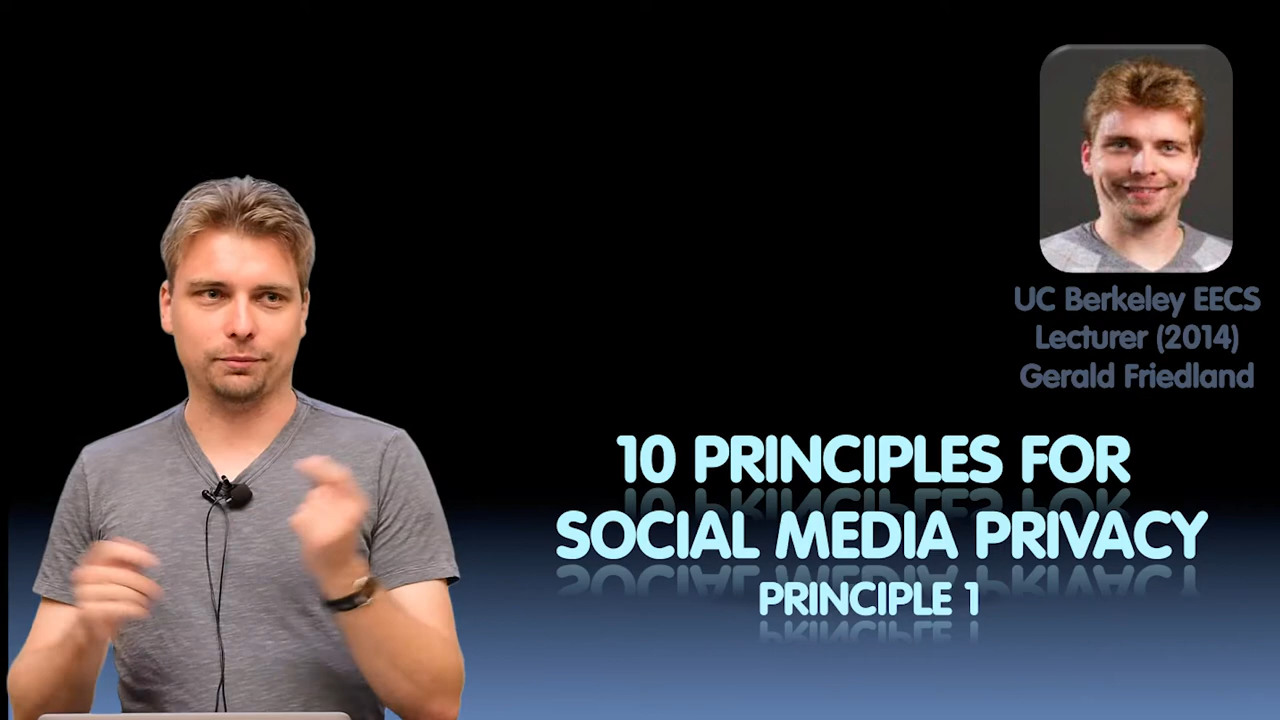 UC Berkeley EECS
Lecturer (2014)
Gerald Friedland
10 PRINCIPLES FOR
SOCIAL MEDIA PRIVACY
PRINCIPLE 1